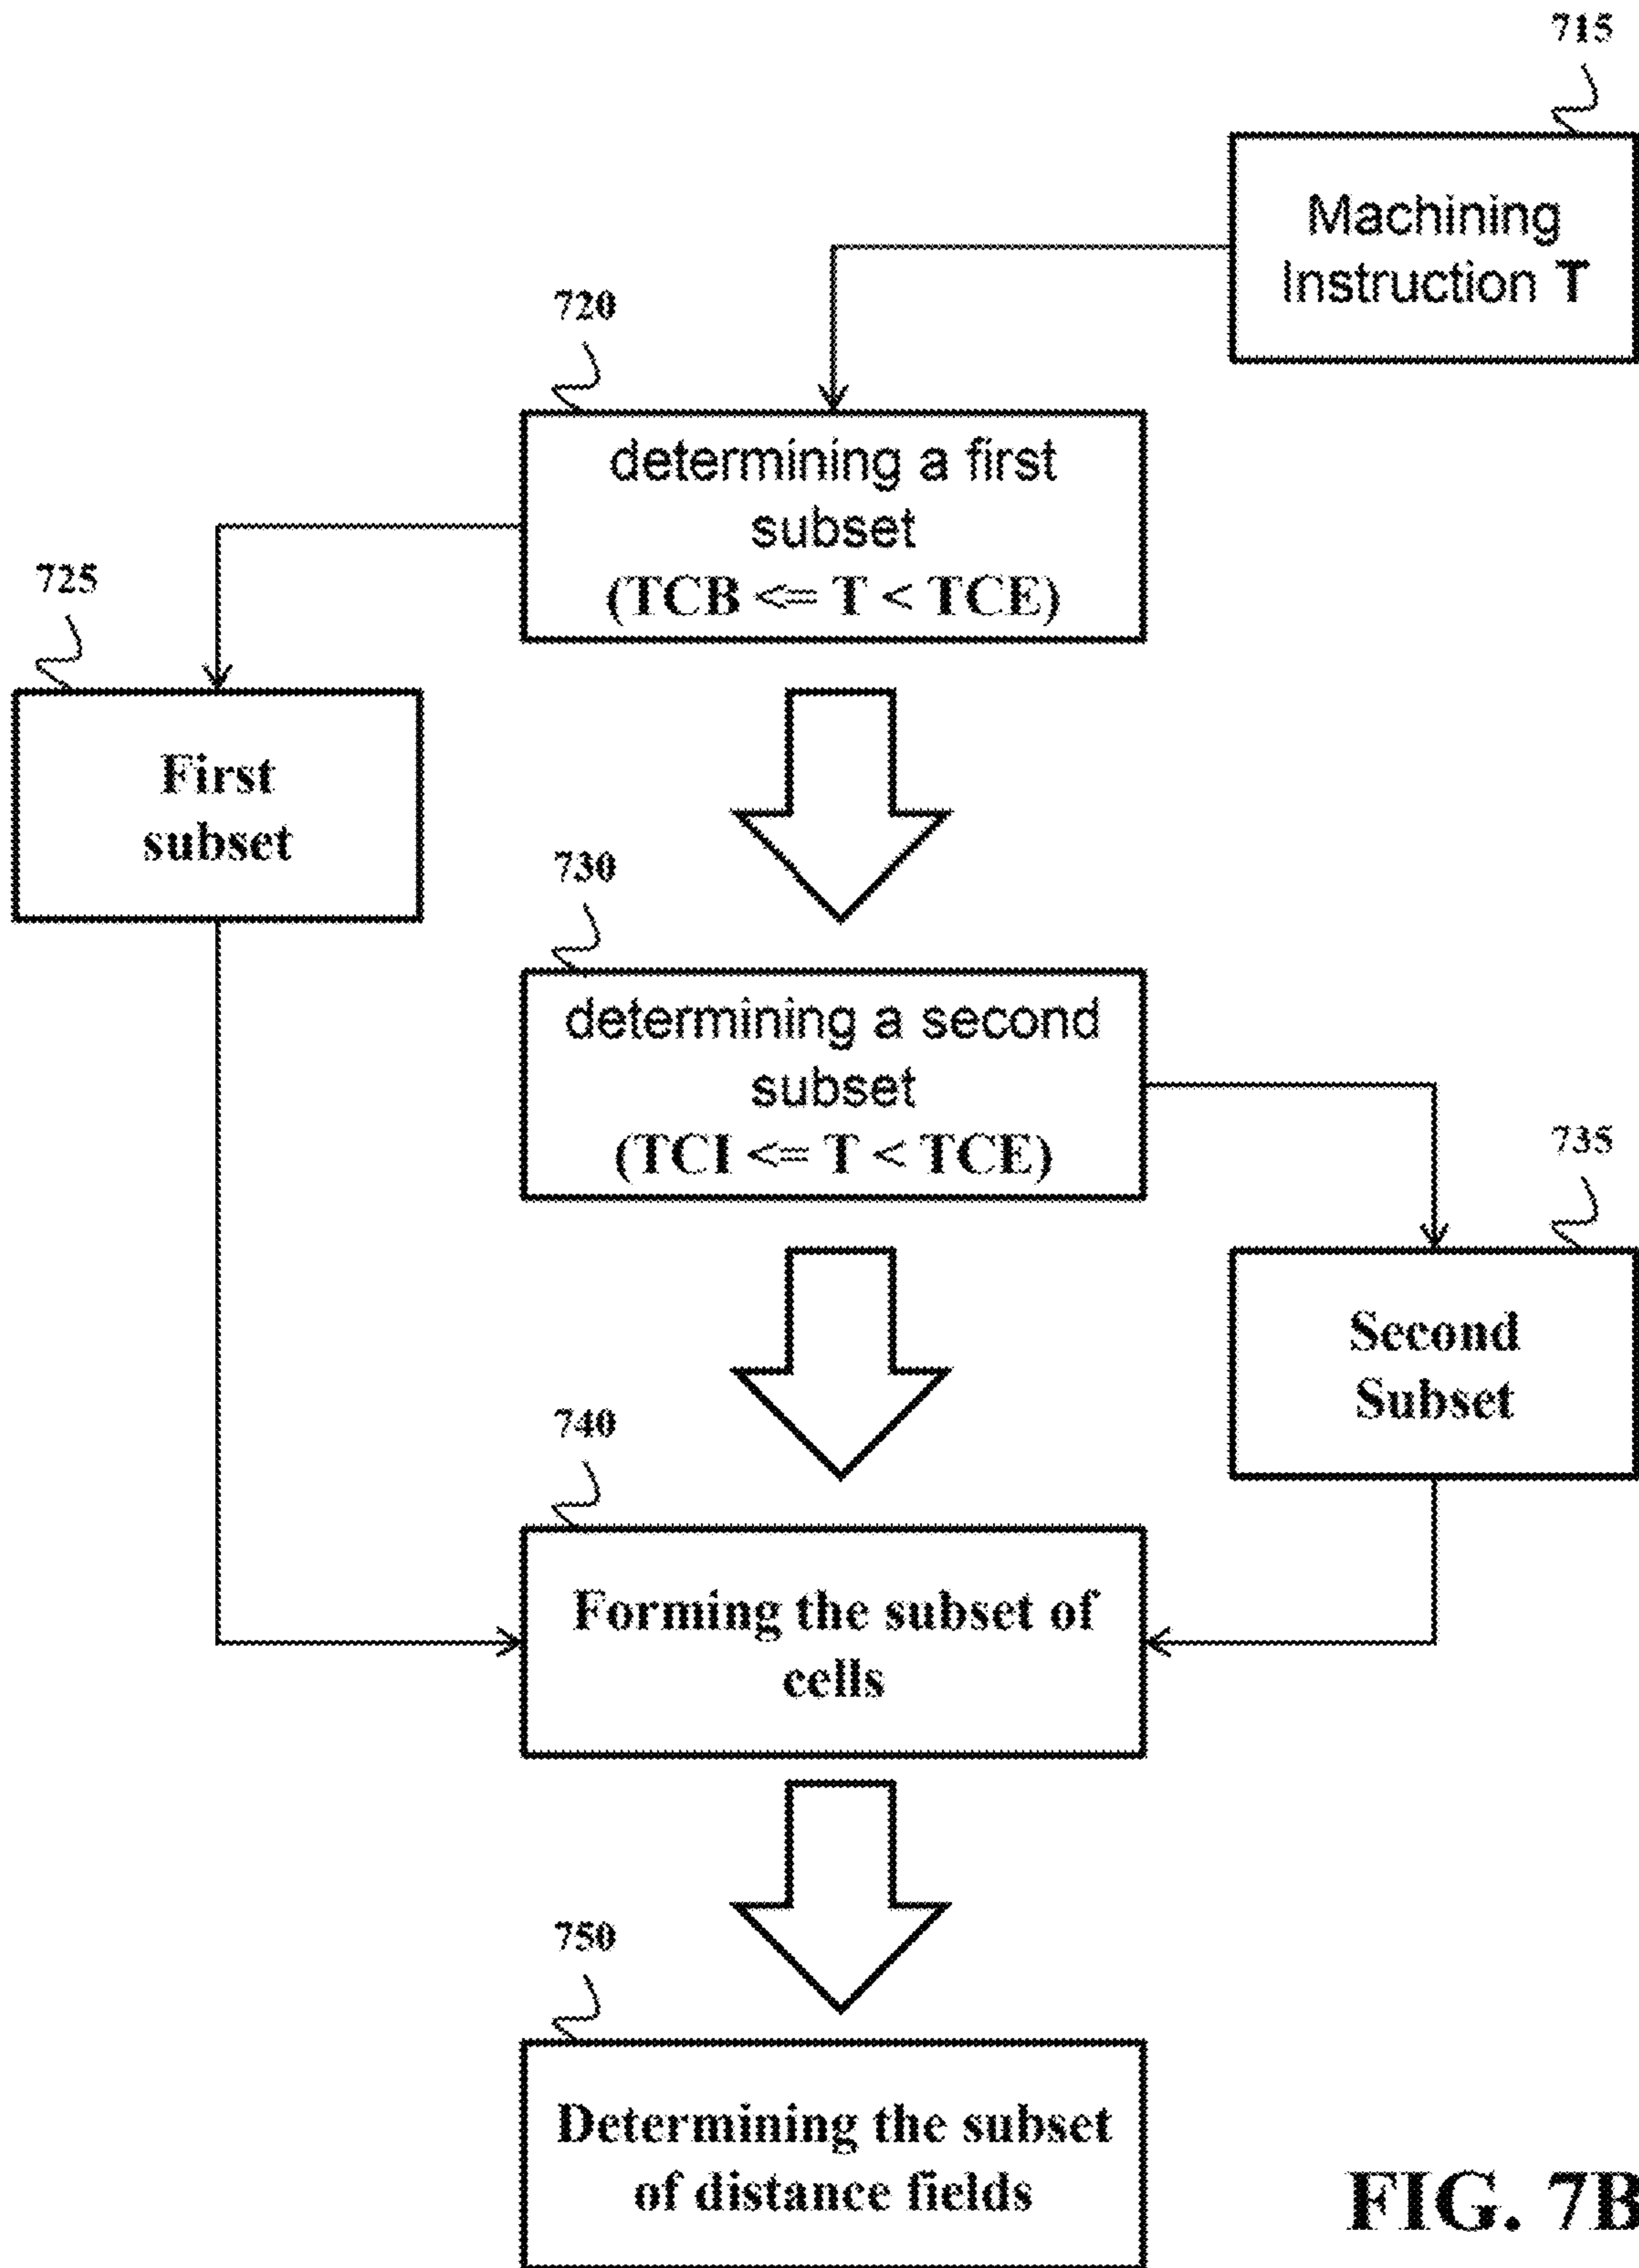 715
Machining
Instruction T
720
determining a first
subset
(TCB <= T < TCE)
725
First
subset
730
determining a second
subset
(TCI <= T < TCE)
735
Second
Subset
740
Forming the subset of
cells
750
Determining the subset
of distance fields
FIG. 7B